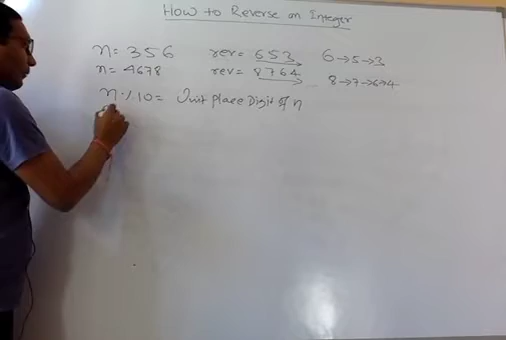 How to Reverse an Integer
n = 356 rev = 653 6→5→3
n = 4678 rev = 8764 8→7→6→4
n % 10 = Unit place Digit of n